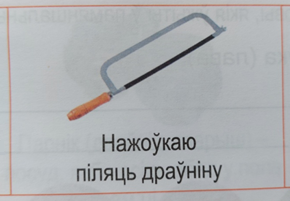 Нажоўкаю
піляць драўніну